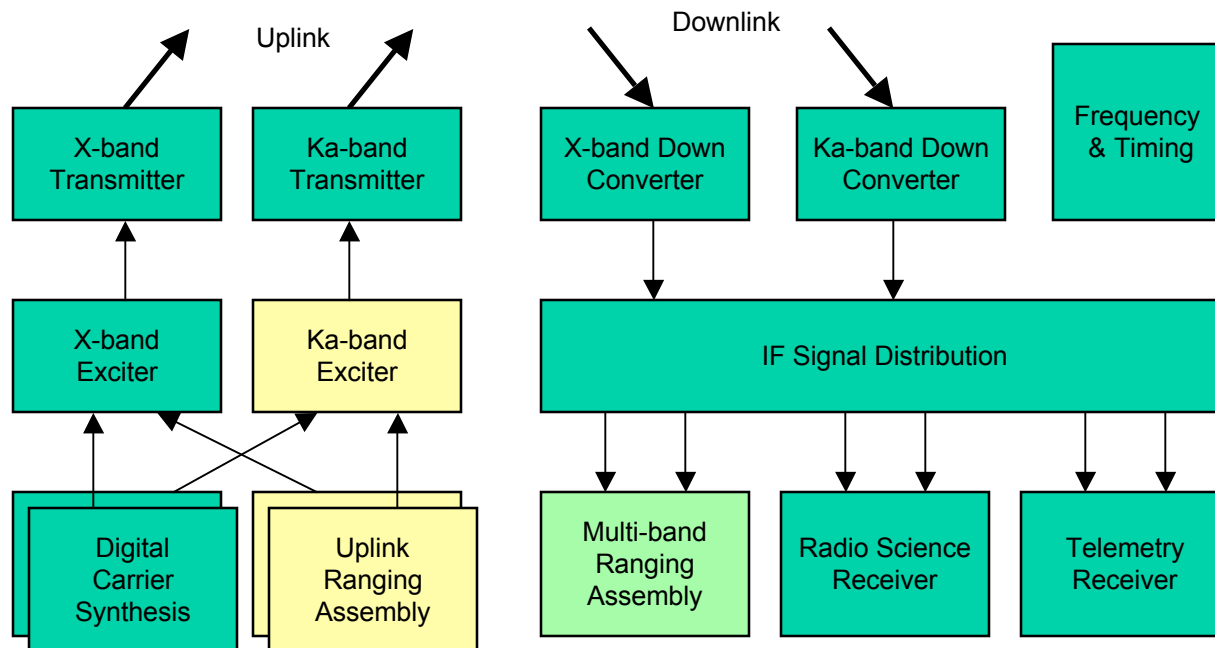 Uplink
Downlink
X-band
Transmitter
Ka-band
Transmitter
X-band Down
Converter
Ka-band Down
Converter
Frequency
& Timing
X-band
Exciter
Ka-band
Exciter
IF Signal Distribution
Digital
Carrier
Synthesis
Uplink
Ranging
Assembly
Multi-band
Ranging
Assembly
Radio Science
Receiver
Telemetry
Receiver